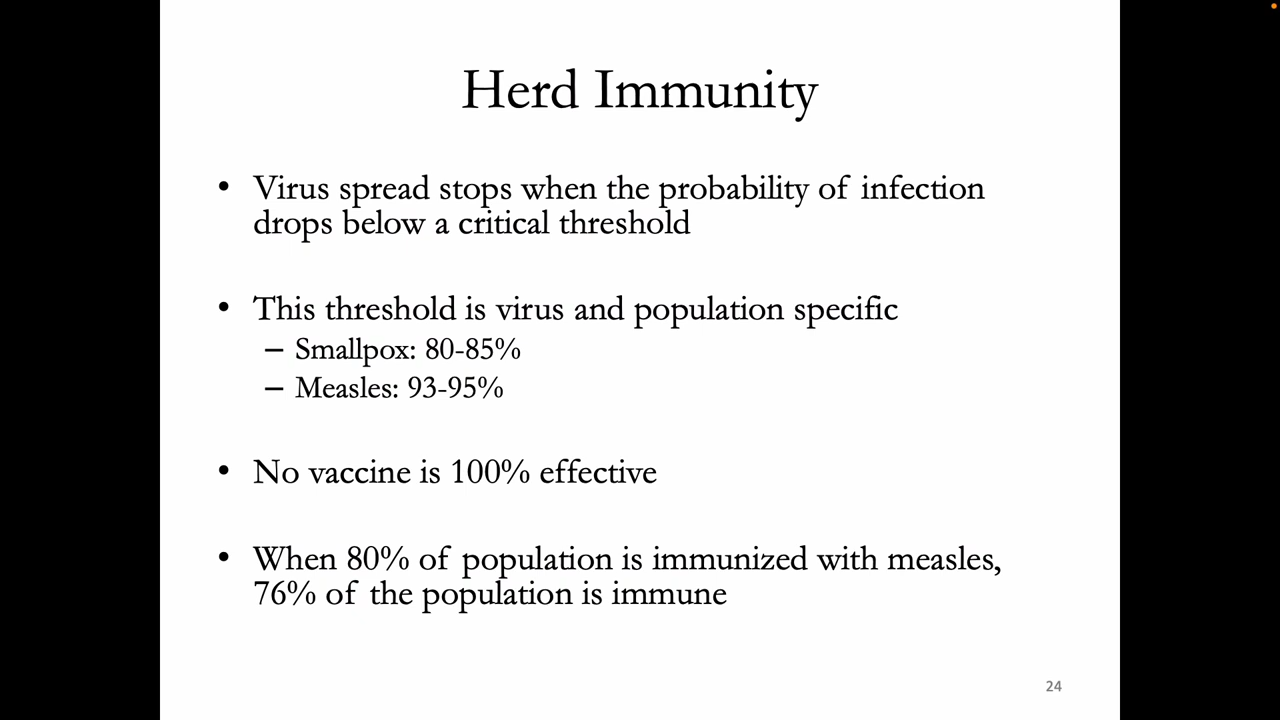 Herd Immunity
• Virus spread stops when the probability of infection
drops below a critical threshold
• This threshold is virus and population specific
– Smallpox: 80-85%
– Measles: 93-95%
• No vaccine is 100% effective
• When 80% of population is immunized with measles,
76% of the population is immune
24